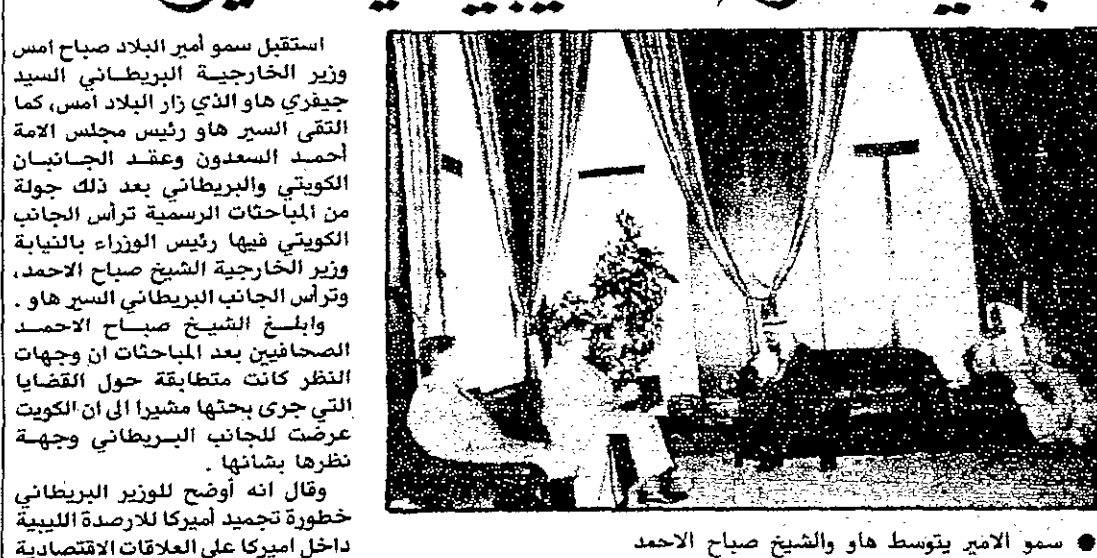 استقبل سمو أمير البلاد صباح امس
وزير الخارجية البريطاني السيد
جيفري هاو الذي زار البلاد امس، كما
التقى السير هاو رئيس مجلس الامة
أحمد السعدون وعقد الجانبان
الكويتي والبريطاني بعد ذلك جولة
من المباحثات الرسمية ترأس الجانب
الكويتي فيها رئيس الوزراء بالنيابة
وزير الخارجية الشيخ صباح الاحمد،
وترأس الجانب البريطاني السير هاو .
وابلغ الشيخ صباح الاحمد
الصحافيين بعد المباحثات ان وجهات
النظر كانت متطابقة حول القضايا
التي جرى بحثها مشيرا الى ان الكويت
عرضت للجانب البريطاني وجهة
نظرها بشانها .
وقال انه أوضح للوزير البريطاني
خطورة تجميد أميركا للارصدة الليبية
داخل اميركا على العلاقات الاقتصادية
● سمو الامير يتوسط هاو والشيخ صباح الاحمد